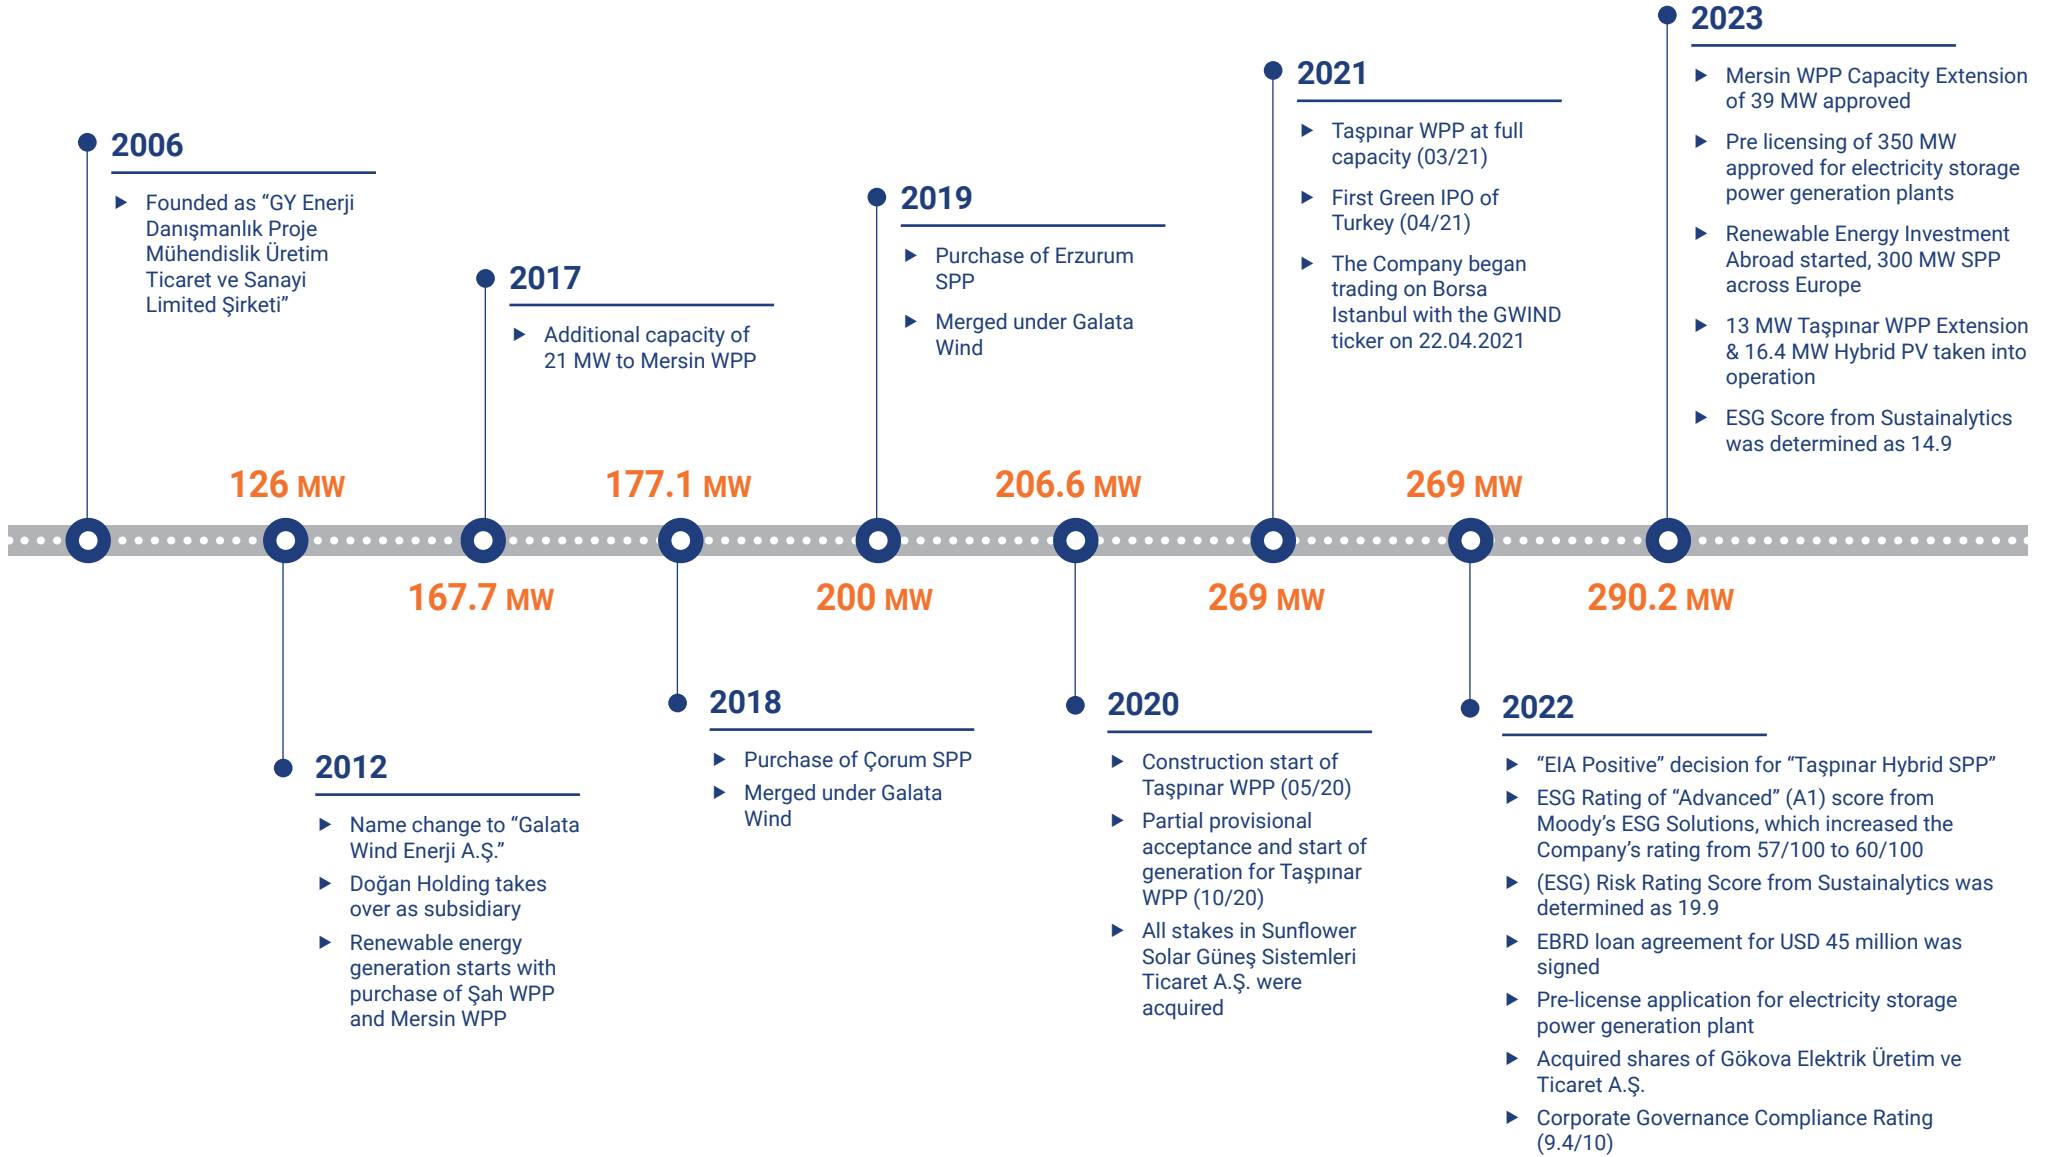 2006
Founded as “GY Enerji
Danışmanlık Proje
Mühendislik Üretim
Ticaret ve Sanayi
Limited Şirketi”
126 MW
2012
Name change to “Galata
Wind Enerji A.Ş.”
Doğan Holding takes
over as subsidiary
Renewable energy
generation starts with
purchase of Şah WPP
and Mersin WPP
2017
Additional capacity of
21 MW to Mersin WPP
167.7 MW
177.1 MW
2018
Purchase of Çorum SPP
Merged under Galata
Wind
2019
Purchase of Erzurum
SPP
Merged under Galata
Wind
200 MW
206.6 MW
2020
Construction start of
Taşpınar WPP (05/20)
Partial provisional
acceptance and start of
generation for Taşpınar
WPP (10/20)
All stakes in Sunflower
Solar Güneş Sistemleri
Ticaret A.Ş. were
acquired
2021
Taşpınar WPP at full
capacity (03/21)
First Green IPO of
Turkey (04/21)
The Company began
trading on Borsa
Istanbul with the GWIND
ticker on 22.04.2021
269 MW
269 MW
2022
“EIA Positive” decision for “Taşpınar Hybrid SPP”
ESG Rating of “Advanced” (A1) score from
Moody’s ESG Solutions, which increased the
Company’s rating from 57/100 to 60/100
(ESG) Risk Rating Score from Sustainalytics was
determined as 19.9
EBRD loan agreement for USD 45 million was
signed
Pre-license application for electricity storage
power generation plant
Acquired shares of Gökova Elektrik Üretim ve
Ticaret A.Ş.
Corporate Governance Compliance Rating
(9.4/10)
2023
Mersin WPP Capacity Extension
of 39 MW approved
Pre licensing of 350 MW
approved for electricity storage
power generation plants
Renewable Energy Investment
Abroad started, 300 MW SPP
across Europe
13 MW Taşpınar WPP Extension
& 16.4 MW Hybrid PV taken into
operation
ESG Score from Sustainalytics
was determined as 14.9
290.2 MW